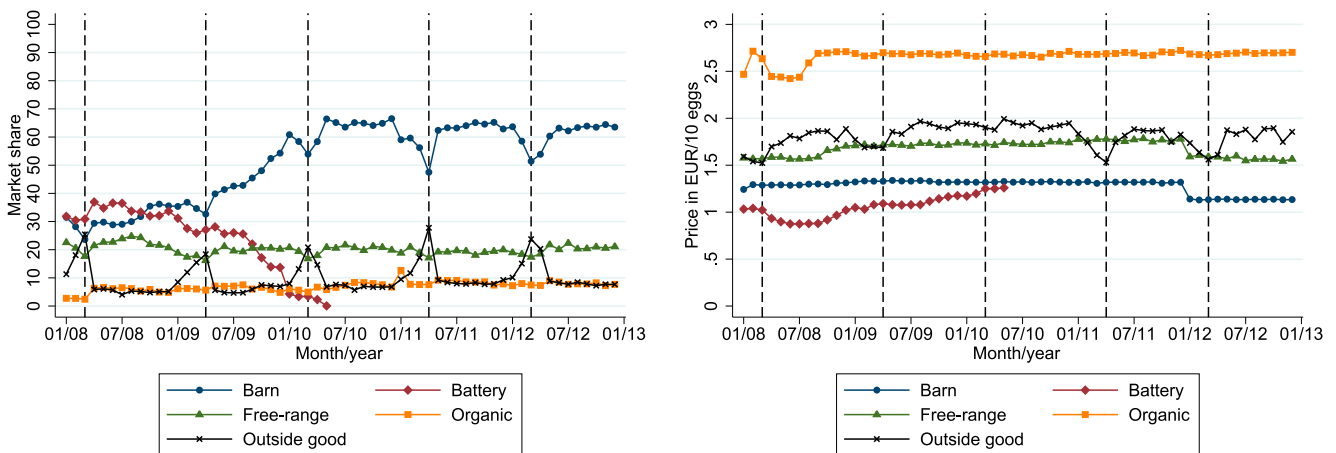 Market share
0 10 20 30 40 50 60 70 80 90 100
01/08 07/08 01/09 07/09 01/10 07/10 01/11 07/11 01/12 07/12 01/13
Month/year
Barn Battery
Free-range Organic
Outside good
Price in EUR/10 eggs
0 .5 1 1.5 2 2.5 3
01/08 07/08 01/09 07/09 01/10 07/10 01/11 07/11 01/12 07/12 01/13
Month/year
Barn Battery
Free-range Organic
Outside good